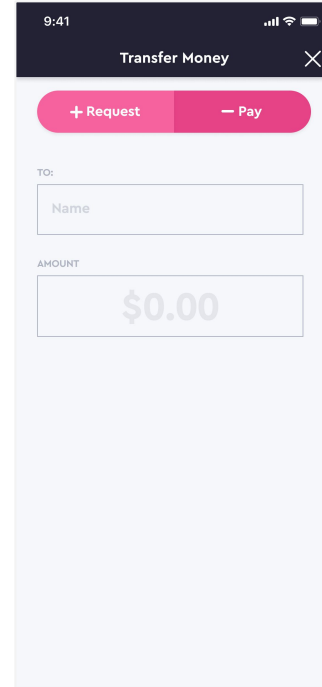 9:41
Transfer Money
+ Request
− Pay
TO:
Name
AMOUNT
$0.00